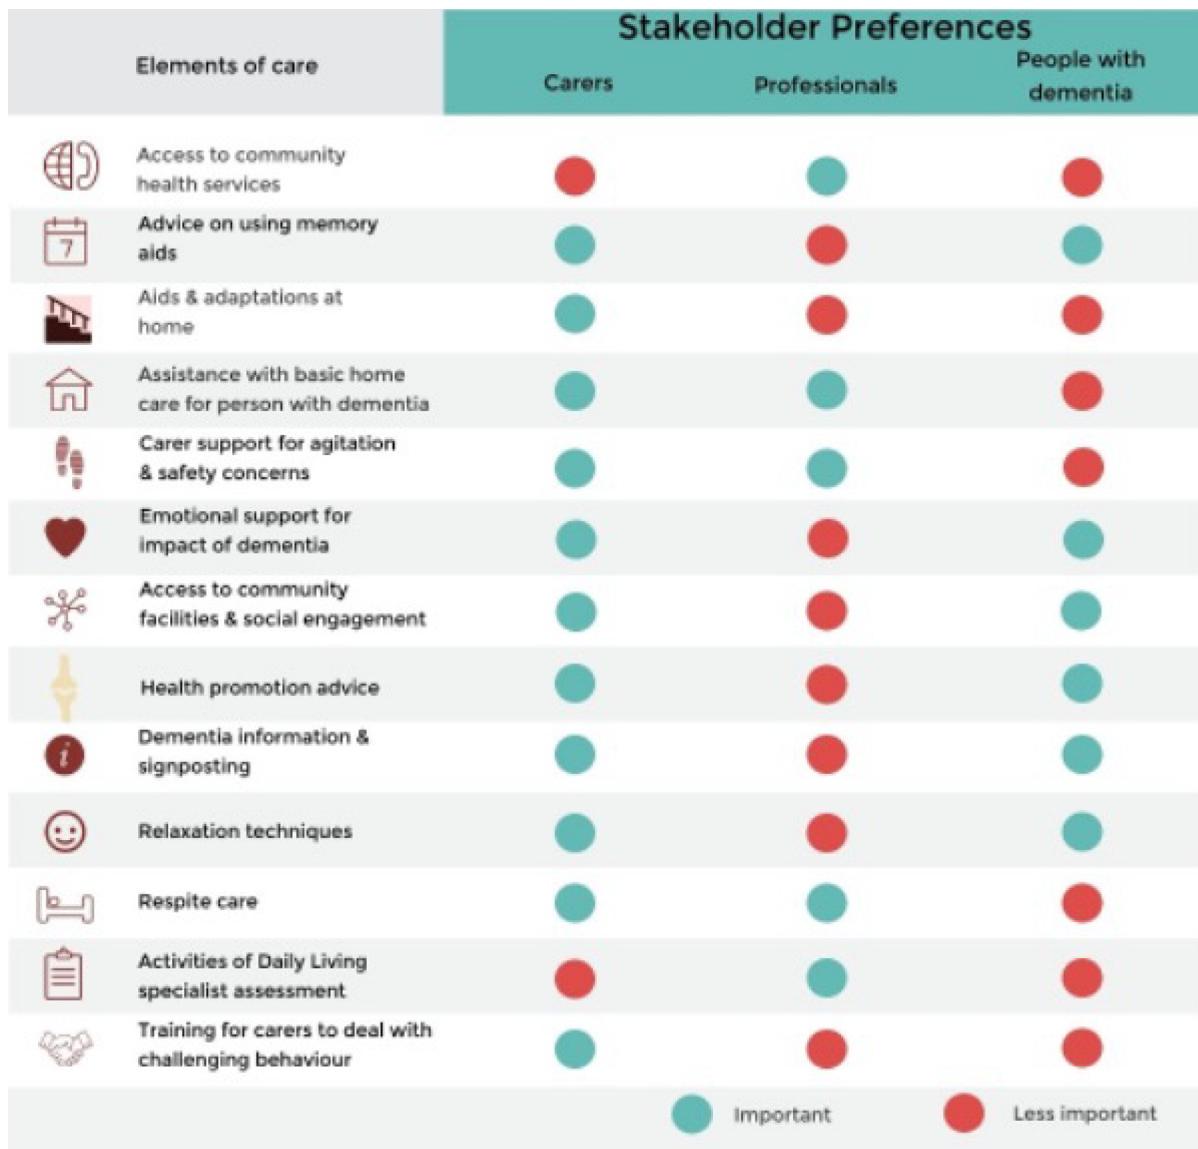 Stakeholder Preferences
Elements of care
Carers
Professionals
People with
dementia
Access to community
health services
7
Advice on using memory
aids
Aids & adaptations at
home
Assistance with basic home
care for person with dementia
Carer support for agitation
& safety concerns
Emotional support for
impact of dementia
Access to community
facilities & social engagement
Health promotion advice
i
Dementia information &
signposting
Relaxation techniques
Respite care
Activities of Daily Living
specialist assessment
Training for carers to deal with
challenging behaviour
Important
Less important